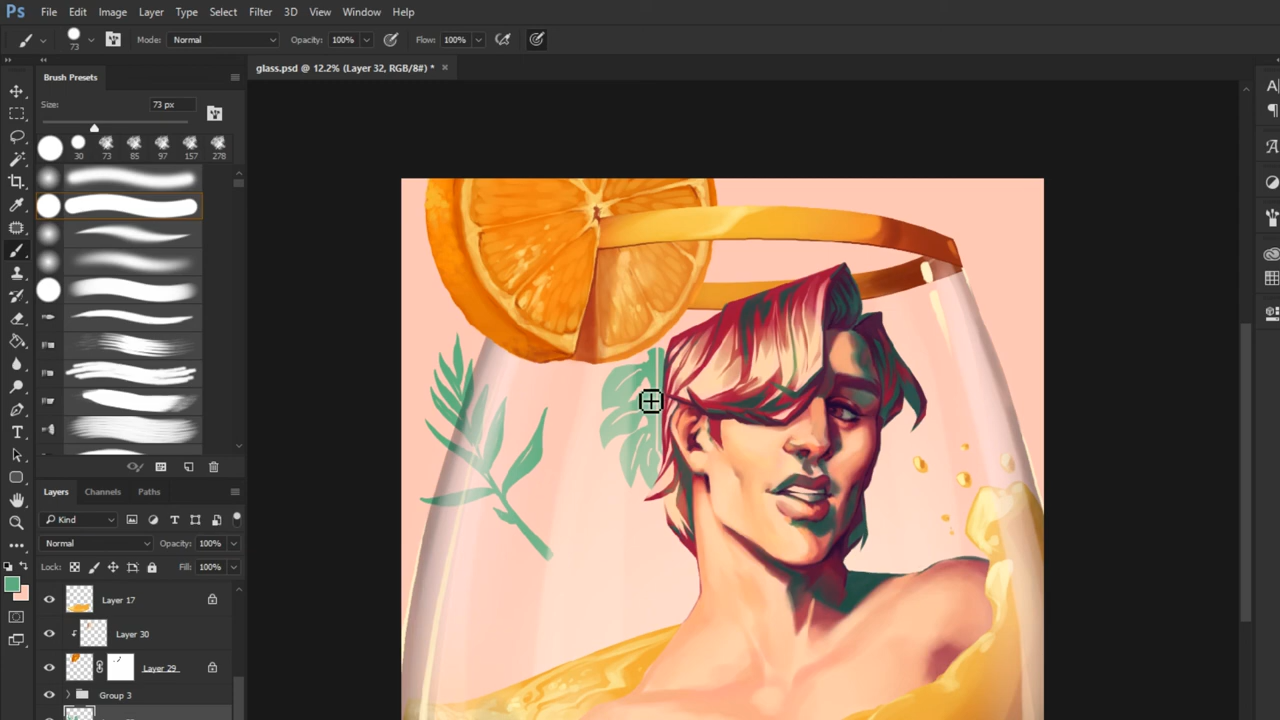 Ps File Edit Image Layer Type Select Filter 3D View Window Help
73 Mode: Normal Opacity: 100% Flow: 100%
glass.psd @ 12.2% (Layer 32, RGB/8#) * ×
Brush Presets
Size: 73 px
30 73 85 97 157 278
Layers Channels Paths
Kind
Normal Opacity: 100%
Lock: Fill: 100%
Layer 17
Layer 30
Layer 29
Group 3